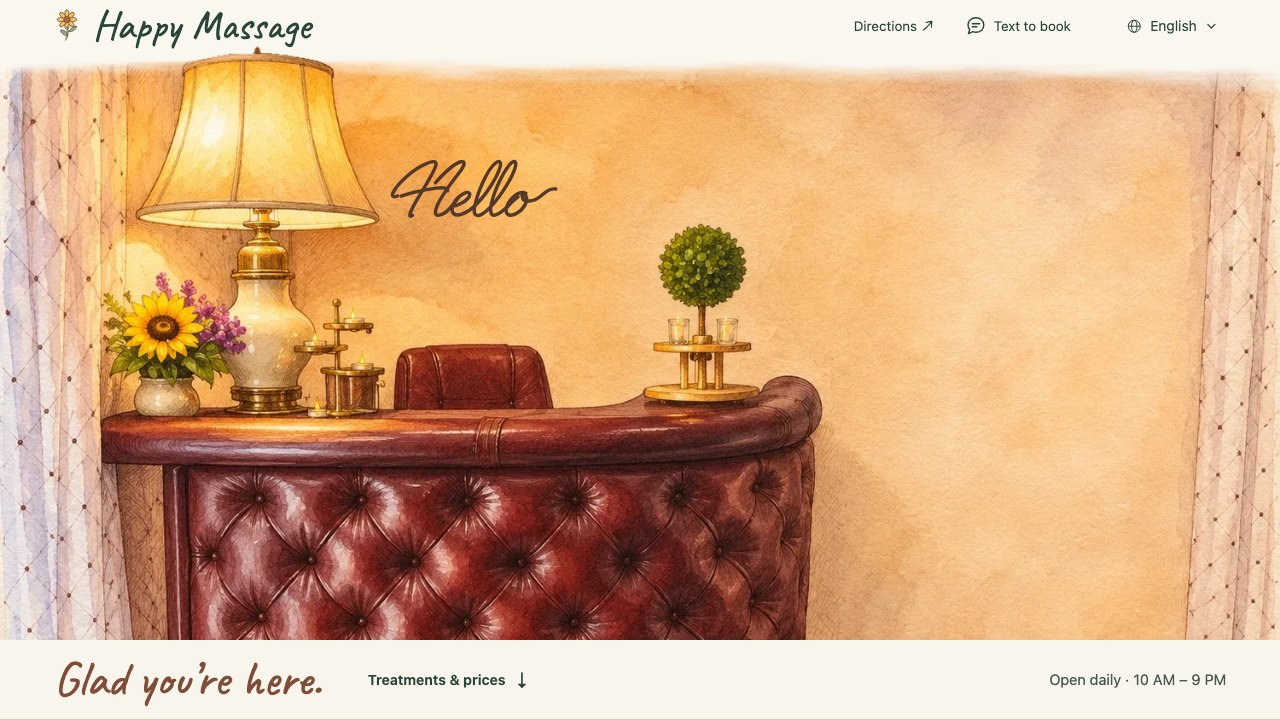 Happy Massage
Directions ↗
Text to book
English
Hello
Glad you're here.
Treatments & prices ↓
Open daily · 10 AM – 9 PM